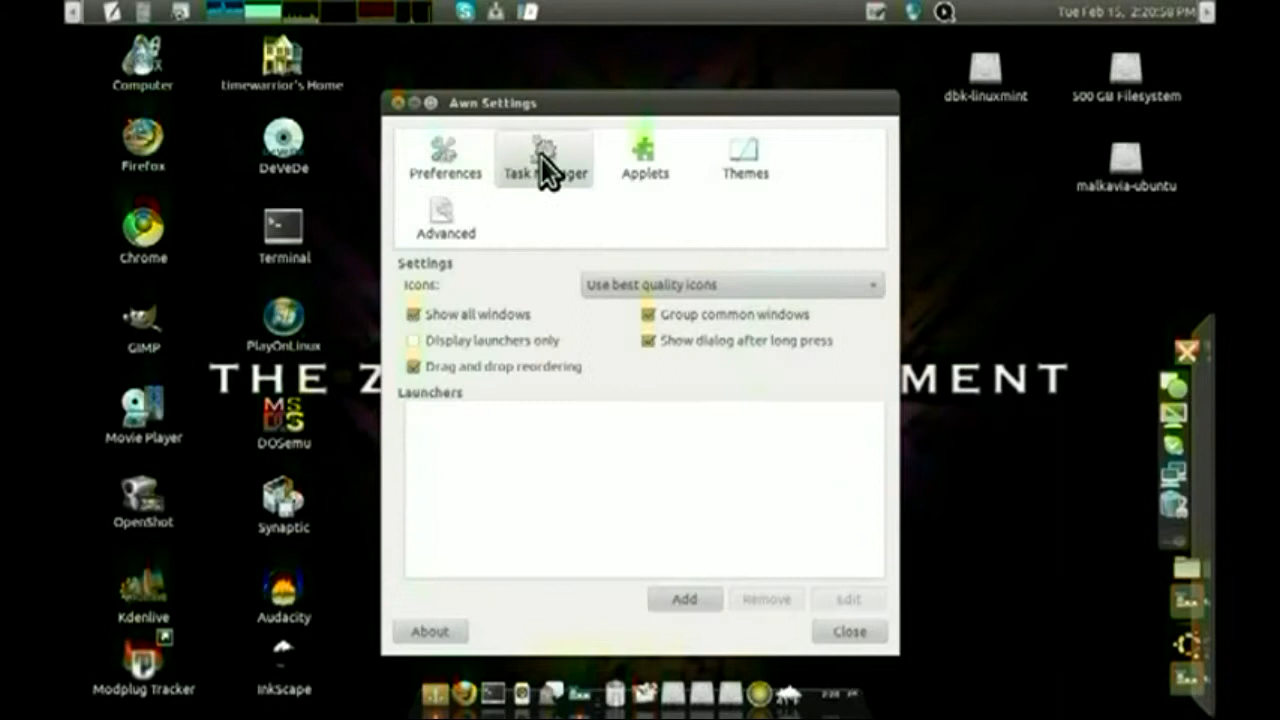 Tue Feb 15, 2:20:58 PM
Computer
Limewarrior's Home
dbk-linuxmint
500 GB Filesystem
Firefox
DeVeDe
malkavia-ubuntu
Chrome
Terminal
GIMP
PlayOnLinux
THE Z
MENT
Movie Player
DOSemu
OpenShot
Synaptic
Kdenlive
Audacity
Modplug Tracker
InkScape
Awn Settings
Preferences
Task
Applets
Themes
Advanced
Settings
Icons:
Use best quality icons
Show all windows
Group common windows
Display launchers only
Show dialog after long press
Drag and drop reordering
Launchers
Add
Remove
Edit
About
Close